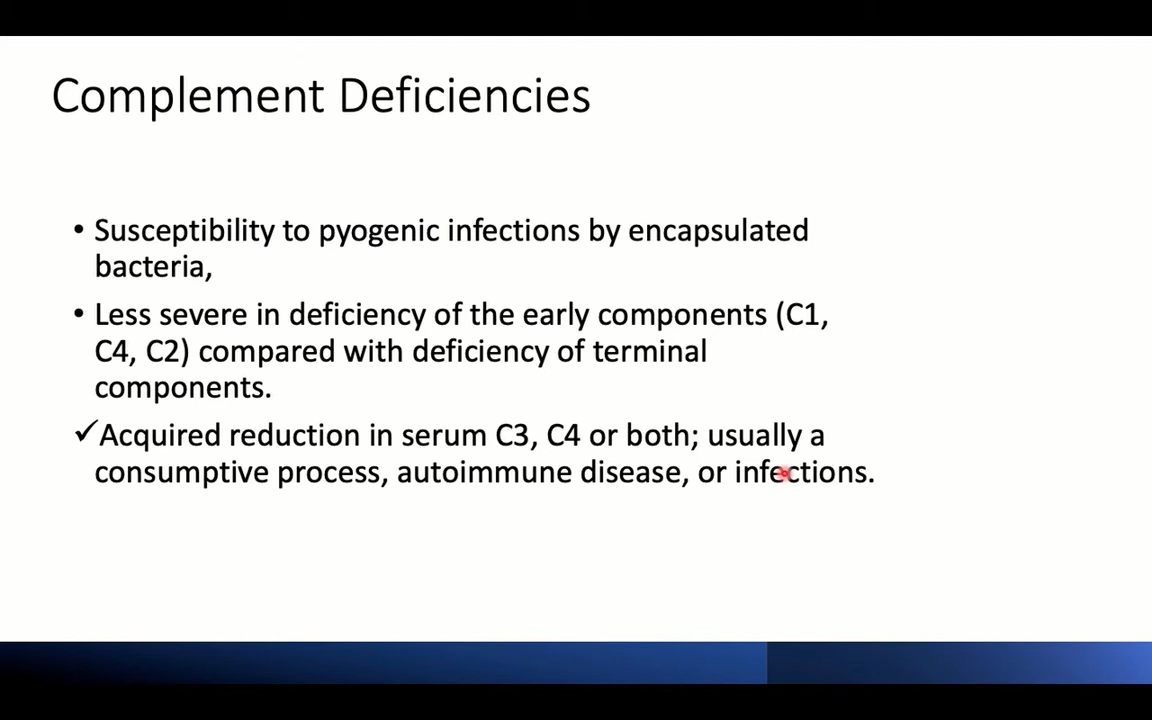 Complement Deficiencies
• Susceptibility to pyogenic infections by encapsulated
bacteria,
• Less severe in deficiency of the early components (C1,
C4, C2) compared with deficiency of terminal
components.
✓Acquired reduction in serum C3, C4 or both; usually a
consumptive process, autoimmune disease, or infections.